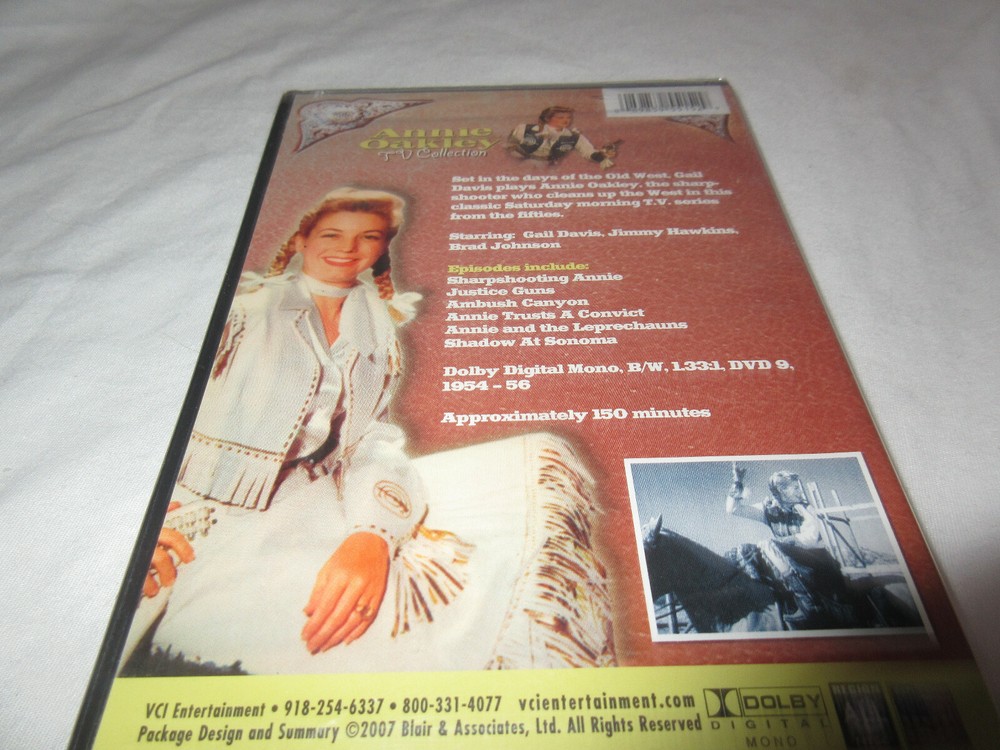 Annie
Oakley
TV Collection
Set in the days of the Old West, Gail
Davis plays Annie Oakley, the sharp-
shooter who cleans up the West in this
classic Saturday morning T.V. series
from the fifties.
Starring: Gail Davis, Jimmy Hawkins,
Brad Johnson
Episodes include:
Sharpshooting Annie
Justice Guns
Ambush Canyon
Annie Trusts A Convict
Annie and the Leprechauns
Shadow At Sonoma
Dolby Digital Mono, B/W, 1.33:1, DVD 9,
1954 - 56
Approximately 150 minutes
VCI Entertainment • 918-254-6337 • 800-331-4077 vcientertainment.com
Package Design and Summary ©2007 Blair & Associates, Ltd. All Rights Reserved
DOLBY
DIGITAL
MONO